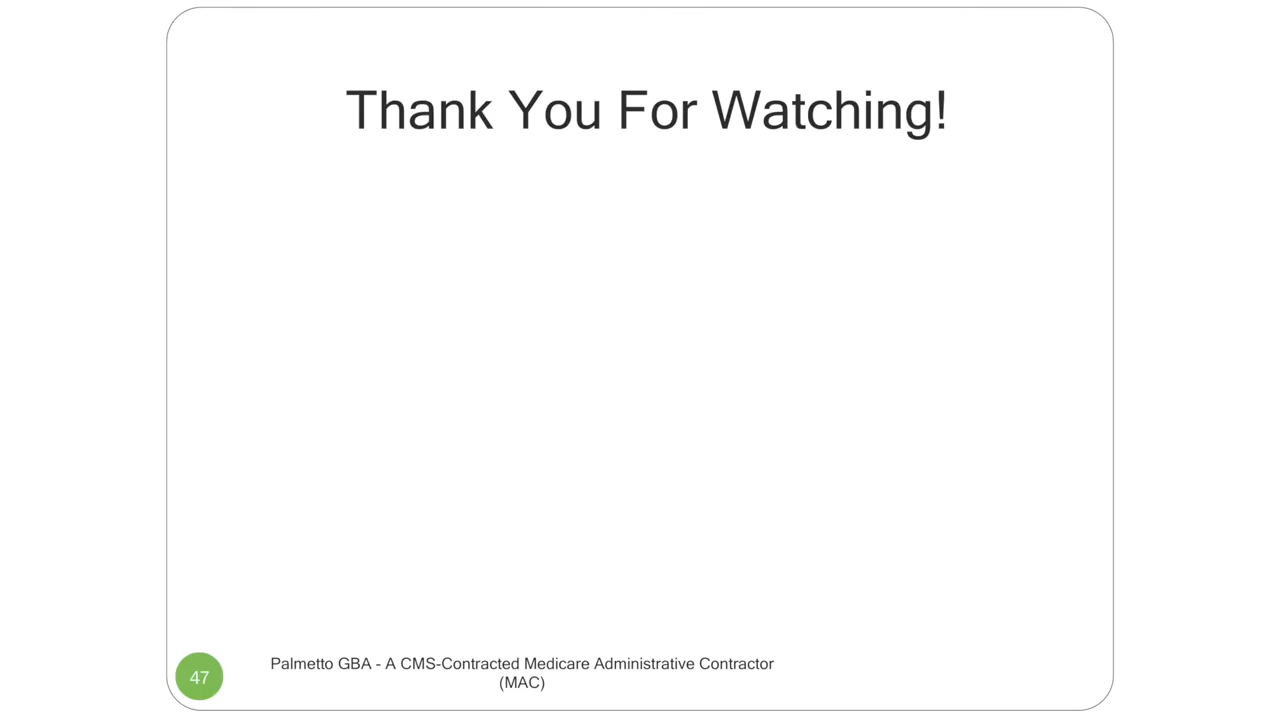 Thank You For Watching!
47
Palmetto GBA - A CMS-Contracted Medicare Administrative Contractor
(MAC)